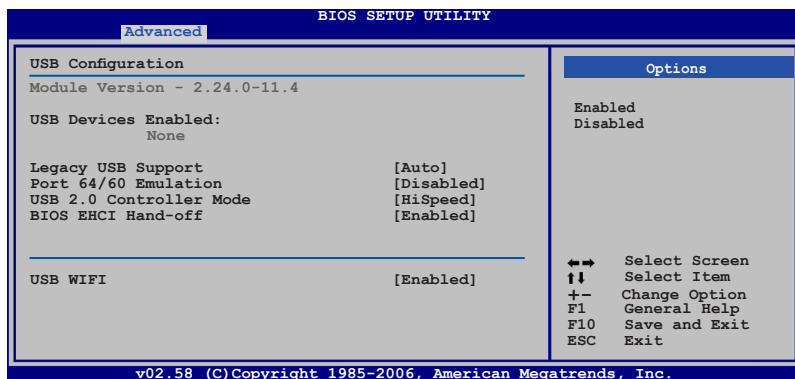 BIOS SETUP UTILITY
Advanced
USB Configuration
Module Version - 2.24.0-11.4
USB Devices Enabled:
None
Legacy USB Support [Auto]
Port 64/60 Emulation [Disabled]
USB 2.0 Controller Mode [HiSpeed]
BIOS EHCI Hand-off [Enabled]
USB WIFI [Enabled]
Options
Enabled
Disabled
←→ Select Screen
↑↓ Select Item
+- Change Option
F1 General Help
F10 Save and Exit
ESC Exit
v02.58 (C)Copyright 1985-2006, American Megatrends, Inc.